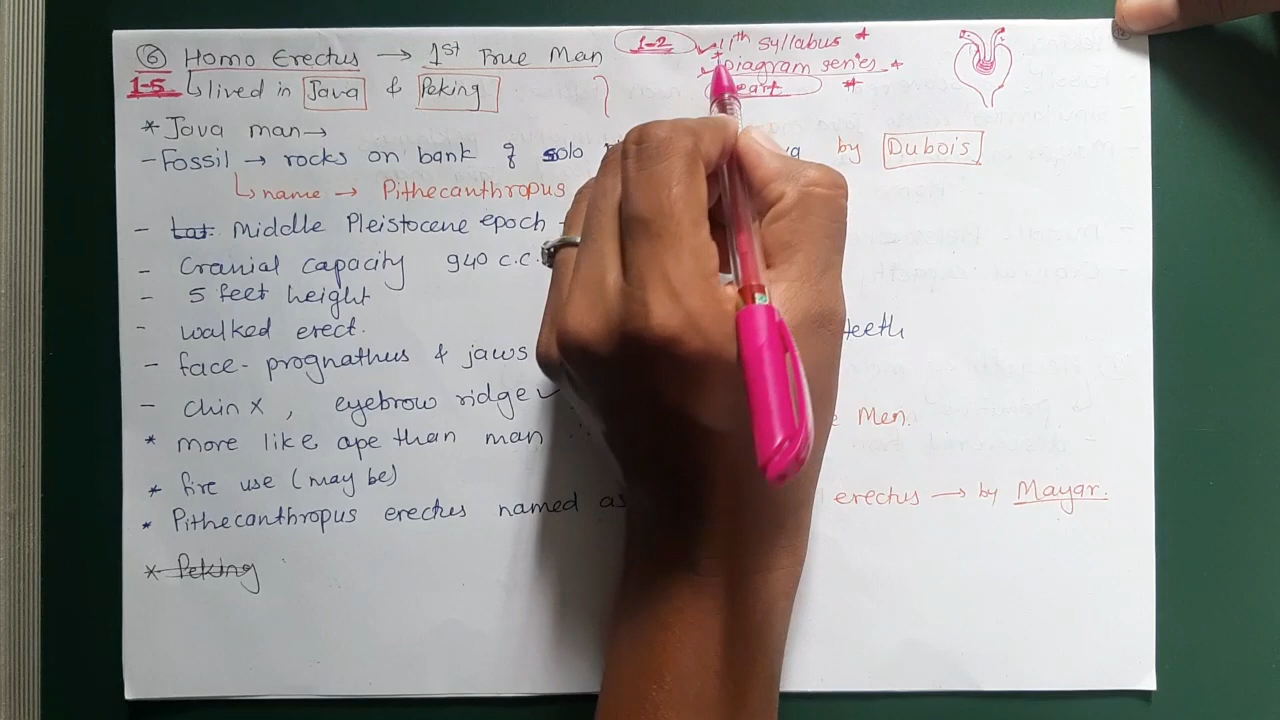 ⑥ Homo Erectus → 1st True Man
1-2
11th syllabus *
Diagram series *
1-5 lived in Java & Peking
*
* Java man →
- Fossil → rocks on bank of solo by Dubois
name → Pithecanthropus
- Lat. middle Pleistocene epoch -
- Cranial capacity 940 c.c.
- 5 feet height
- walked erect. teeth
- face - prognathus & jaws
- chin x, eyebrow ridge ✓ Men.
* more like ape than man
* fire use (may be)
* Pithecanthropus erectus named as erectus → by Mayar.
* Peking